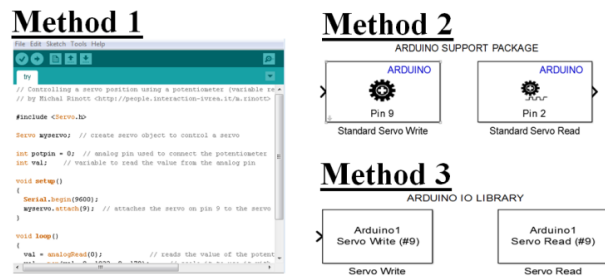 Method 1
File Edit Sketch Tools Help
try
// Controlling a servo position using a potentiometer (variable re
// by Michal Rinott <http://people.interaction-ivrea.it/m.rinott>
#include <Servo.h>
Servo myservo; // create servo object to control a servo
int potpin = 0; // analog pin used to connect the potentiometer
int val; // variable to read the value from the analog pin
void setup()
{
Serial.begin(9600);
myservo.attach(9); // attaches the servo on pin 9 to the servo
}
void loop()
{
val = analogRead(0); // reads the value of the potent
Method 2
ARDUINO SUPPORT PACKAGE
ARDUINO
Pin 9
Standard Servo Write
ARDUINO
Pin 2
Standard Servo Read
Method 3
ARDUINO IO LIBRARY
Arduino1
Servo Write (#9)
Servo Write
Arduino1
Servo Read (#9)
Servo Read